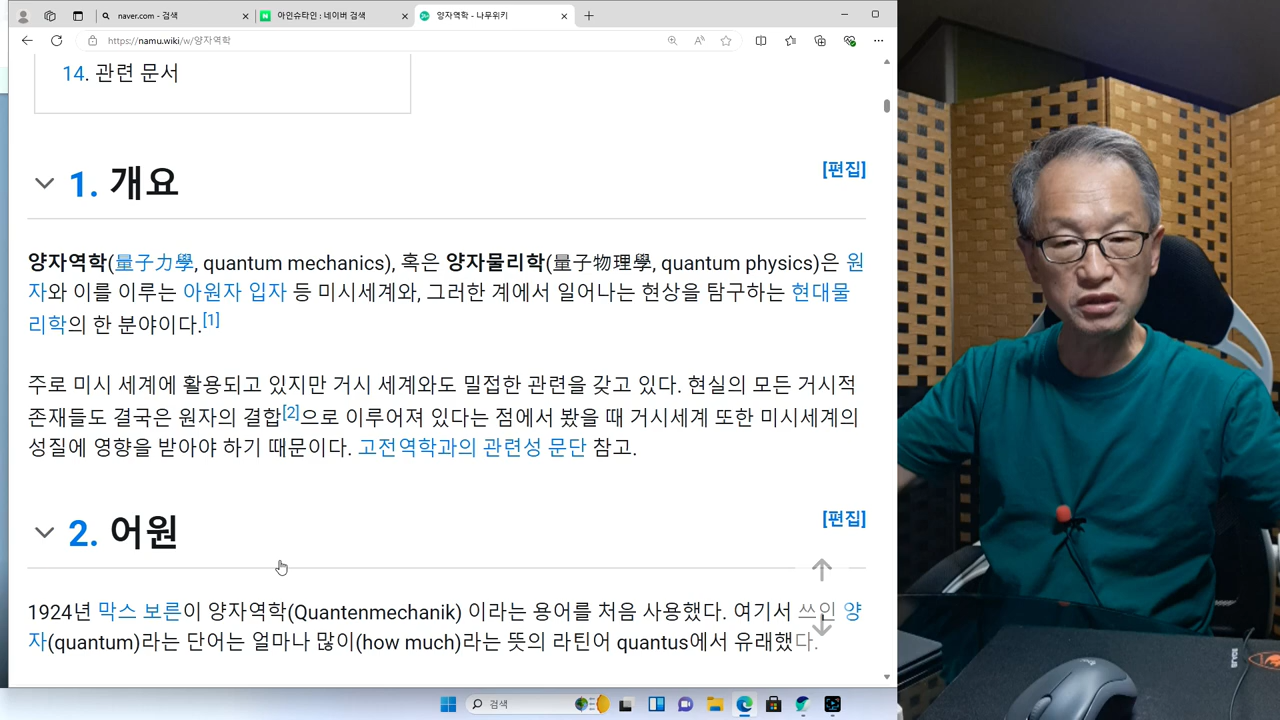 naver.com - 검색
아인슈타인 : 네이버 검색
양자역학 - 나무위키
https://namu.wiki/w/양자역학
14. 관련 문서
1. 개요
[편집]
양자역학(量子力學, quantum mechanics), 혹은 양자물리학(量子物理學, quantum physics)은 원
자와 이를 이루는 아원자 입자 등 미시세계와, 그러한 계에서 일어나는 현상을 탐구하는 현대물
리학의 한 분야이다.[1]
주로 미시 세계에 활용되고 있지만 거시 세계와도 밀접한 관련을 갖고 있다. 현실의 모든 거시적
존재들도 결국은 원자의 결합[2]으로 이루어져 있다는 점에서 봤을 때 거시세계 또한 미시세계의
성질에 영향을 받아야 하기 때문이다. 고전역학과의 관련성 문단 참고.
2. 어원
[편집]
1924년 막스 보른이 양자역학(Quantenmechanik) 이라는 용어를 처음 사용했다. 여기서 쓰인 양
자(quantum)라는 단어는 얼마나 많이(how much)라는 뜻의 라틴어 quantus에서 유래했다.
검색